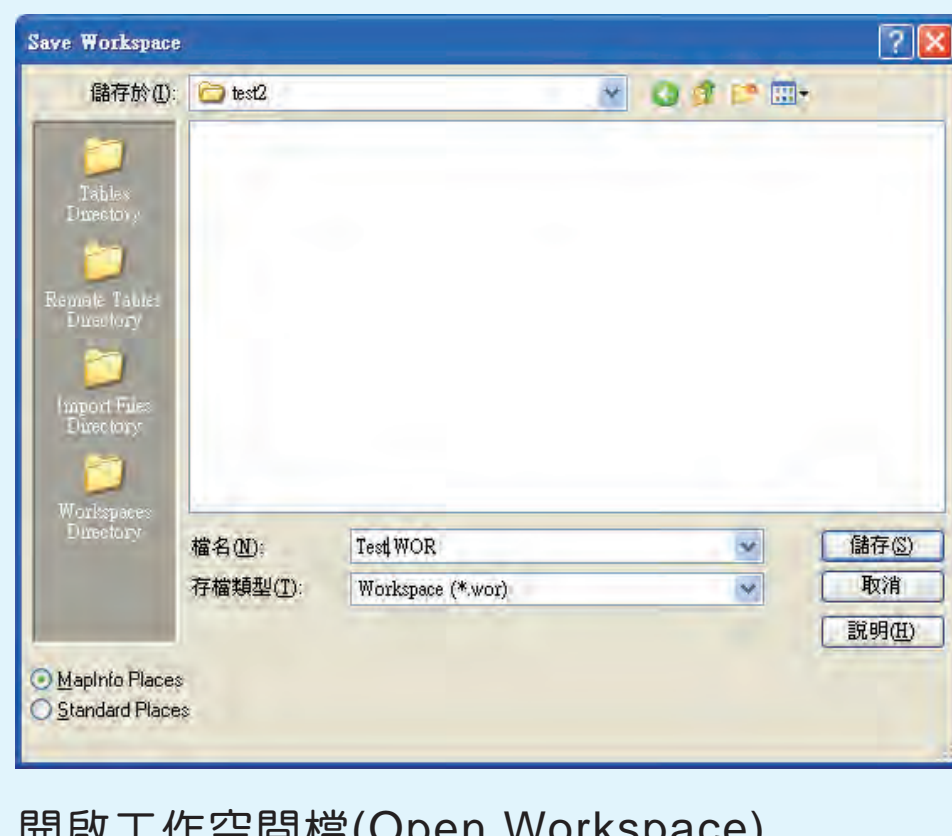 Save Workspace
儲存於(I):
test2
Tables
Directory
Remote Tables
Directory
Import Files
Directory
Workspaces
Directory
檔名(N):
Test.WOR
儲存(S)
存檔類型(T):
Workspace (*.wor)
取消
說明(H)
MapInfo Places
Standard Places
開啟工作空間檔(Open Workspace)